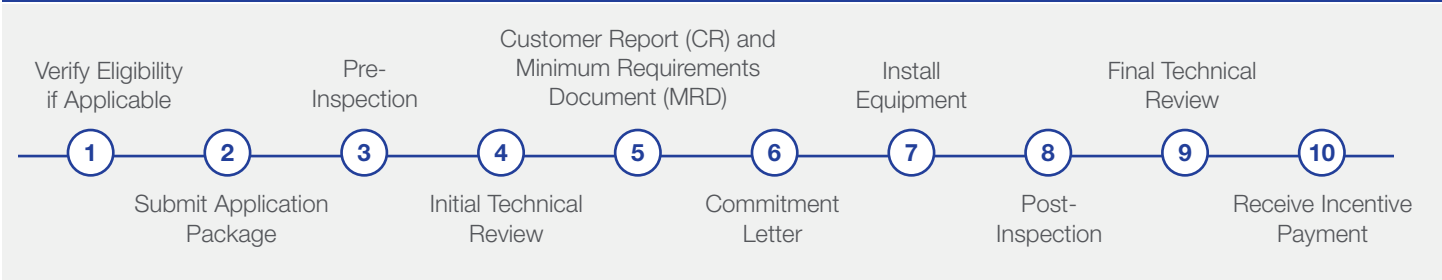 Verify Eligibility
if Applicable
1
2
Submit Application
Package
Pre-
Inspection
3
4
Initial Technical
Review
Customer Report (CR) and
Minimum Requirements
Document (MRD)
5
6
Commitment
Letter
Install
Equipment
7
8
Post-
Inspection
Final Technical
Review
9
10
Receive Incentive
Payment